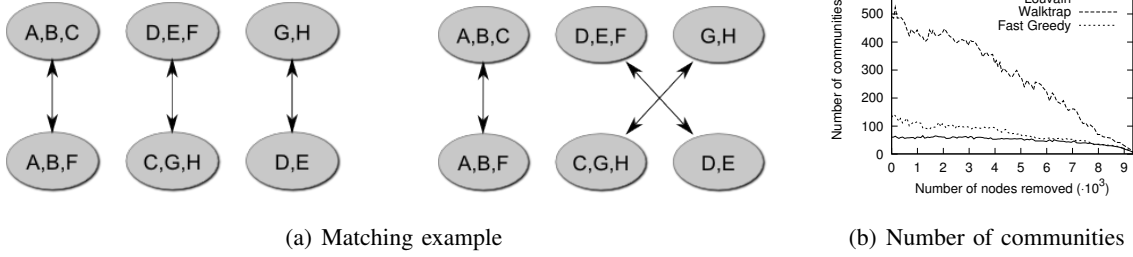 A,B,C D,E,F G,H
A,B,F C,G,H D,E
A,B,C D,E,F G,H
A,B,F C,G,H D,E
(a) Matching example
Number of communities
Walktrap
Fast Greedy
500
400
300
200
100
0
0 1 2 3 4 5 6 7 8 9
Number of nodes removed (·10³)
(b) Number of communities